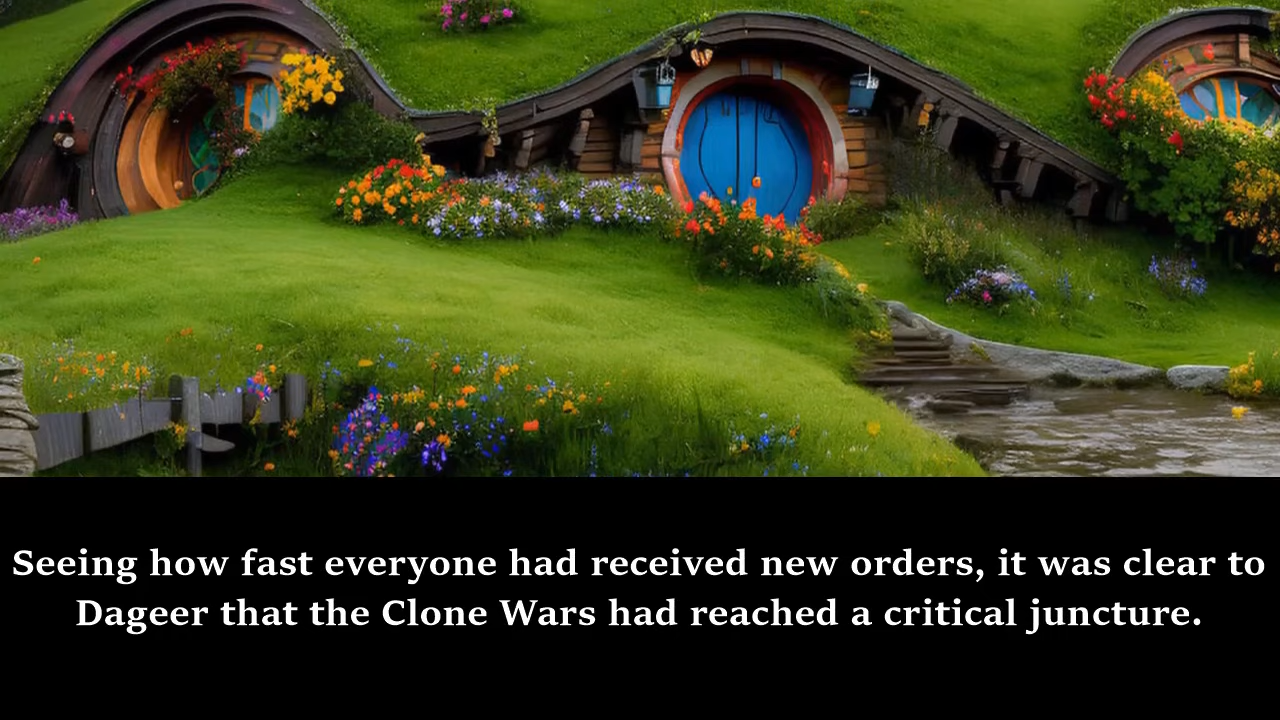 Seeing how fast everyone had received new orders, it was clear to
Dageer that the Clone Wars had reached a critical juncture.